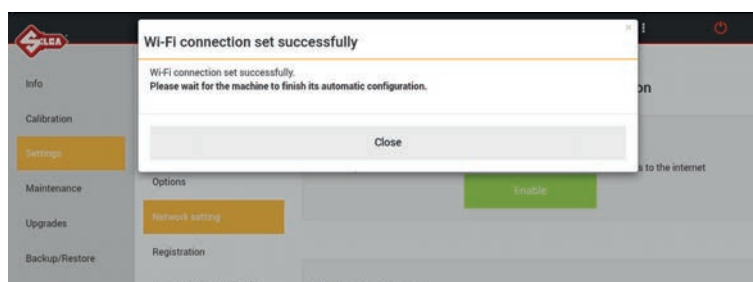 SILCA
Wi-Fi connection set successfully
×
Wi-Fi connection set successfully.
Please wait for the machine to finish its automatic configuration.
Close
Info
on
Calibration
Settings
s to the internet
Maintenance
Options
Enable
Upgrades
Network setting
Backup/Restore
Registration